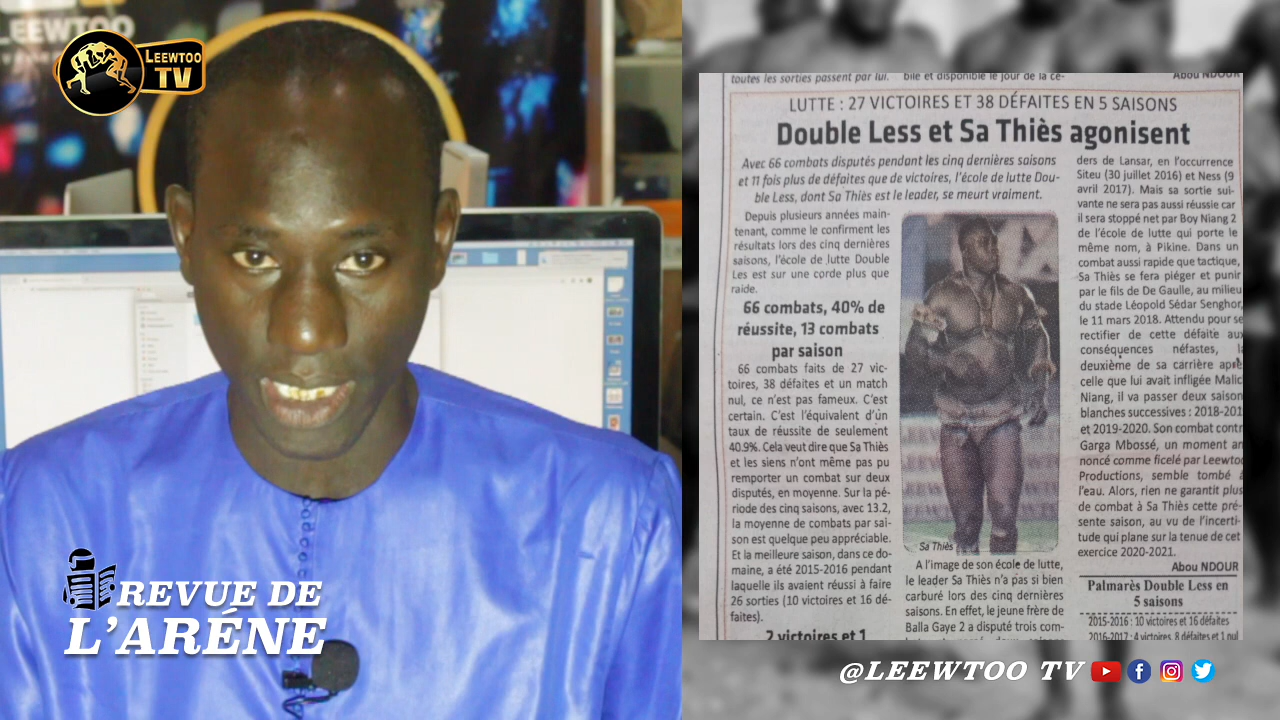 LEEWTOO
LEEWTOO
TV
REVUE DE
L'ARÉNE
toutes les sorties passent par lui.
bile et disponible le jour de la ce-
Abou NDOUR
LUTTE : 27 VICTOIRES ET 38 DÉFAITES EN 5 SAISONS
Double Less et Sa Thiès agonisent
Avec 66 combats disputés pendant les cinq dernières saisons
et 11 fois plus de défaites que de victoires, l'école de lutte Dou-
ble Less, dont Sa Thiès est le leader, se meurt vraiment.
Depuis plusieurs années main-
tenant, comme le confirment les
résultats lors des cinq dernières
saisons, l'école de lutte Double
Les est sur une corde plus que
raide.
66 combats, 40% de
réussite, 13 combats
par saison
66 combats faits de 27 vic-
toires, 38 défaites et un match
nul, ce n'est pas fameux. C'est
certain. C'est l'équivalent d'ùn
taux de réussite de seulement
40.9%. Cela veut dire que Sa Thiès
et les siens n'ont même pas pu
remporter un combat sur deux
disputés, en moyenne. Sur la pé-
riode des cinq saisons, avec 13.2,
la moyenne de combats par sai-
son est quelque peu appréciable.
Et la meilleure saison, dans ce do-
maine, a été 2015-2016 pendant
laquelle ils avaient réussi à faire
26 sorties (10 victoires et 16 dé-
faites).
2 victoires et 1
Sa Thiès
A l'image de son école de lutte,
le leader Sa Thiès n'a pas si bien
carburé lors des cinq dernières
saisons. En effet, le jeune frère de
Balla Gaye 2 a disputé trois com-
ders de Lansar, en l'occurrence
Siteu (30 juillet 2016) et Ness (9
avril 2017). Mais sa sortie sui-
vante ne sera pas aussi réussie car
il sera stoppé net par Boy Niang 2
de l'école de lutte qui porte le
même nom, à Pikine. Dans un
combat aussi rapide que tactique,
Sa Thiès se fera piéger et punir
par le fils de De Gaulle, au milieu
du stade Léopold Sédar Senghor,
le 11 mars 2018. Attendu pour se
rectifier de cette défaite aux
conséquences néfastes, l
deuxième de sa carrière apre
celle que lui avait infligée Malic
Niang, il va passer deux saison
blanches successives : 2018-201
et 2019-2020. Son combat contr
Garga Mbossé, un moment an
noncé comme ficelé par Leewtoo
Productions, semble tombé
l'eau. Alors, rien ne garantit plus
de combat à Sa Thiès cette pré-
sente saison, au vu de l'incerti-
tude qui plane sur la tenue de cet
exercice 2020-2021.
Abou NDOUR
Palmarès Double Less en
5 saisons
2015-2016 : 10 victoires et 16 défaites
2016-2017 : 4 victoires, 8 défaites et 1 nul
@LEEWTOO TV